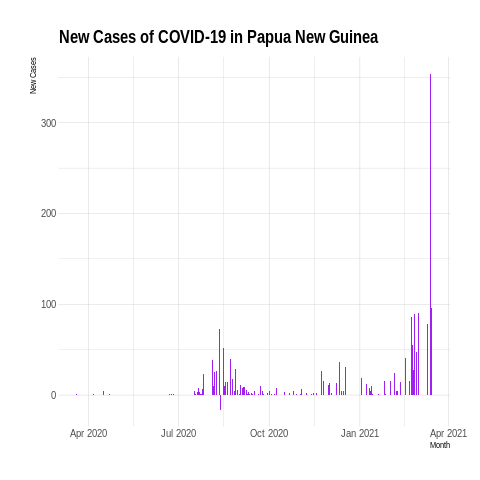 New Cases of COVID-19 in Papua New Guinea
New Cases
300
200
100
0
Apr 2020 Jul 2020 Oct 2020 Jan 2021 Apr 2021
Month